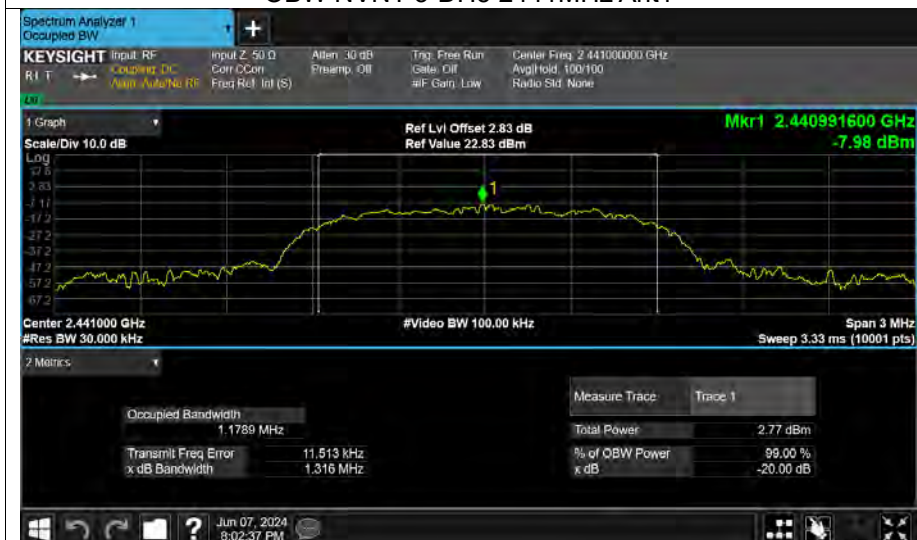 OBW NVNT 3-DH5 2441MHz Ant1
Spectrum Analyzer 1
Occupied BW
KEYSIGHT Input: RF Input Z: 50 Ω Atten: 30 dB Trig: Free Run Center Freq: 2.441000000 GHz
Coupling: DC Corr CCorr Preamp: Off Gate: Off Avg|Hold: 100/100
Align: Auto/No RF Freq Ref: Int (S) #IF Gain: Low Radio Std: None
1 Graph
Ref Lvl Offset 2.83 dB Mkr1 2.440991600 GHz
Scale/Div 10.0 dB Ref Value 22.83 dBm -7.98 dBm
Log
2.83
1
-17.2
-27.2
-37.2
-47.2
-57.2
-67.2
Center 2.441000 GHz #Video BW 100.00 kHz Span 3 MHz
#Res BW 30.000 kHz Sweep 3.33 ms (10001 pts)
2 Metrics
Measure Trace Trace 1
Occupied Bandwidth
1.1789 MHz Total Power 2.77 dBm
Transmit Freq Error 11.513 kHz % of OBW Power 99.00 %
x dB Bandwidth 1.316 MHz x dB -20.00 dB
? Jun 07, 2024
8:02:37 PM